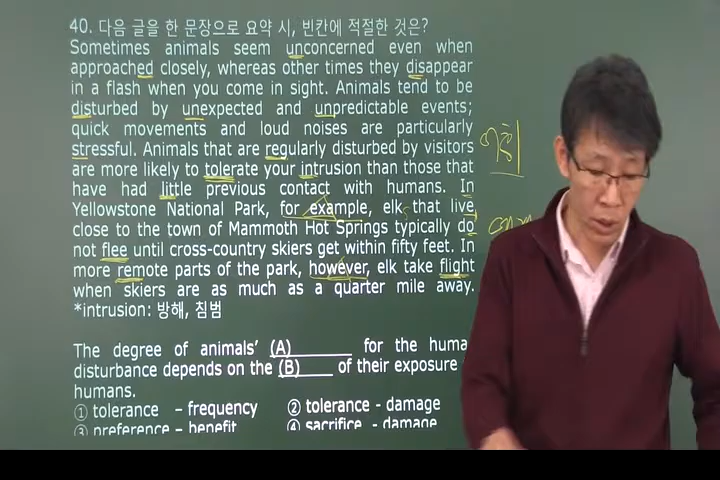 40. 다음 글을 한 문장으로 요약 시, 빈칸에 적절한 것은?
Sometimes animals seem unconcerned even when
approached closely, whereas other times they disappear
in a flash when you come in sight. Animals tend to be
disturbed by unexpected and unpredictable events;
quick movements and loud noises are particularly
stressful. Animals that are regularly disturbed by visitors
are more likely to tolerate your intrusion than those that
have had little previous contact with humans. In
Yellowstone National Park, for example, elk that live
close to the town of Mammoth Hot Springs typically do
not flee until cross-country skiers get within fifty feet. In
more remote parts of the park, however, elk take flight
when skiers are as much as a quarter mile away.
*intrusion: 방해, 침범
The degree of animals' (A)______ for the huma
disturbance depends on the (B)____ of their exposure
humans.
① tolerance – frequency ② tolerance - damage
③ preference – benefit ④ sacrifice - damage